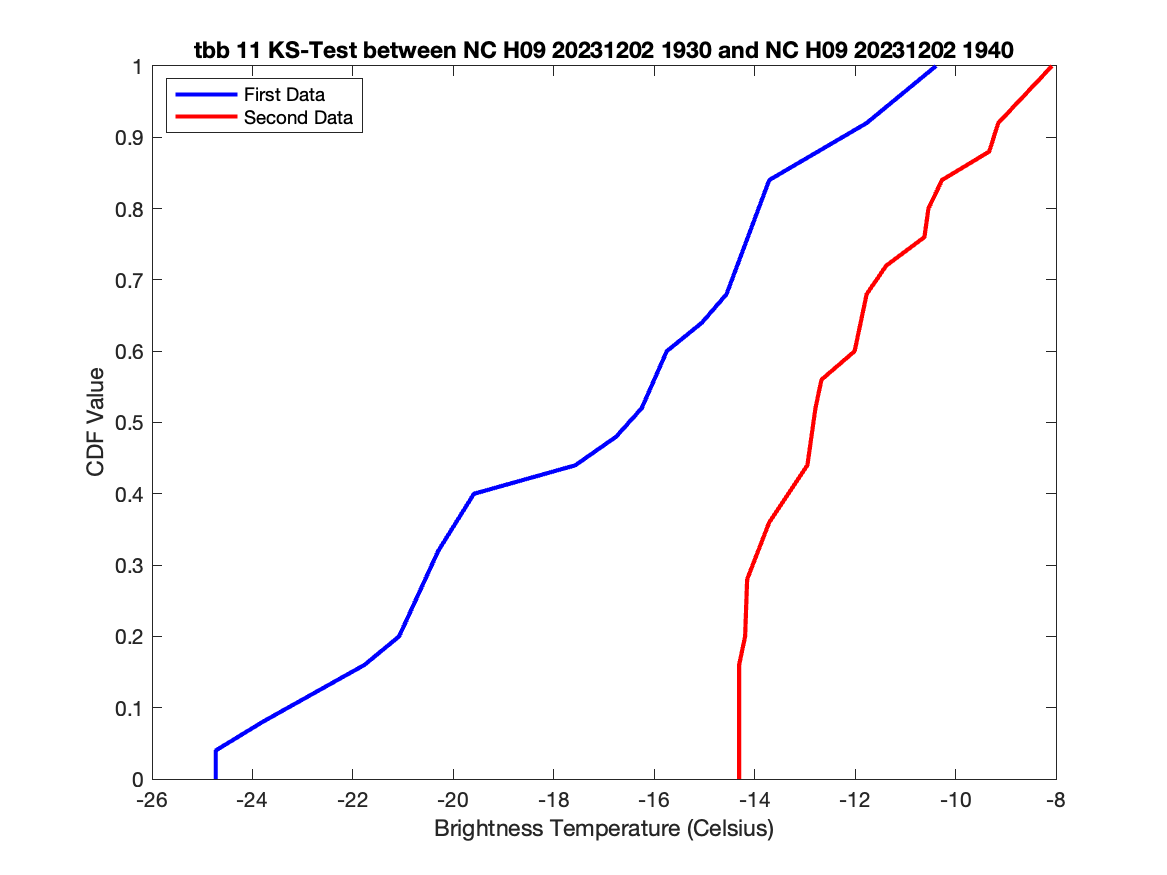 tbb 11 KS-Test between NC H09 20231202 1930 and NC H09 20231202 1940
First Data
Second Data
CDF Value
1
0.9
0.8
0.7
0.6
0.5
0.4
0.3
0.2
0.1
0
-26 -24 -22 -20 -18 -16 -14 -12 -10 -8
Brightness Temperature (Celsius)